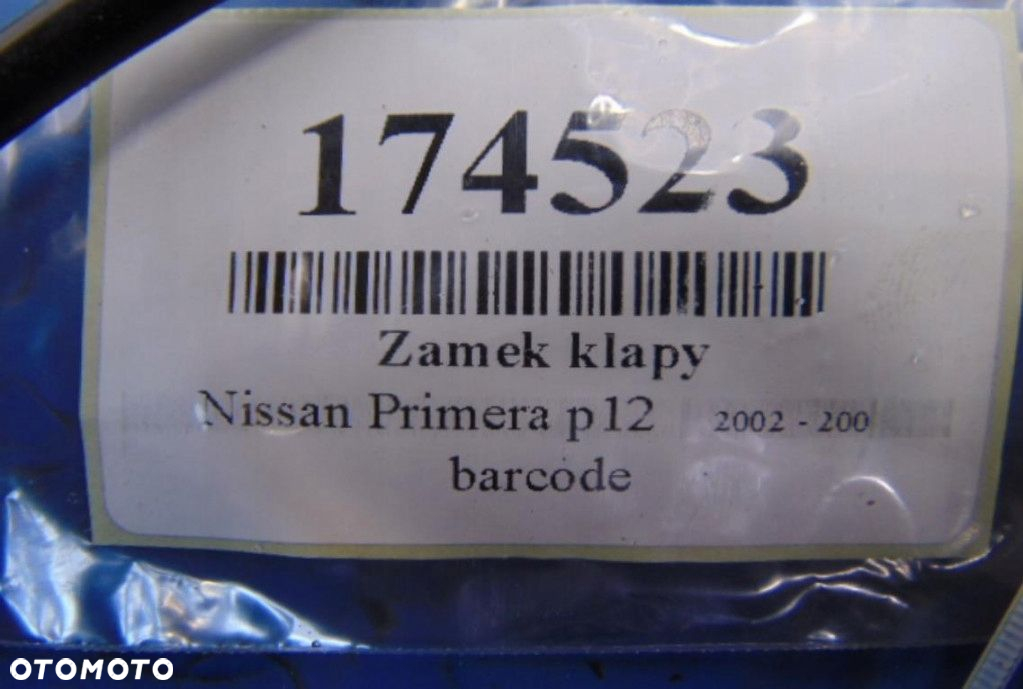 174523
Zamek klapy
Nissan Primera p12 2002 - 200
barcode
OTOMOTO